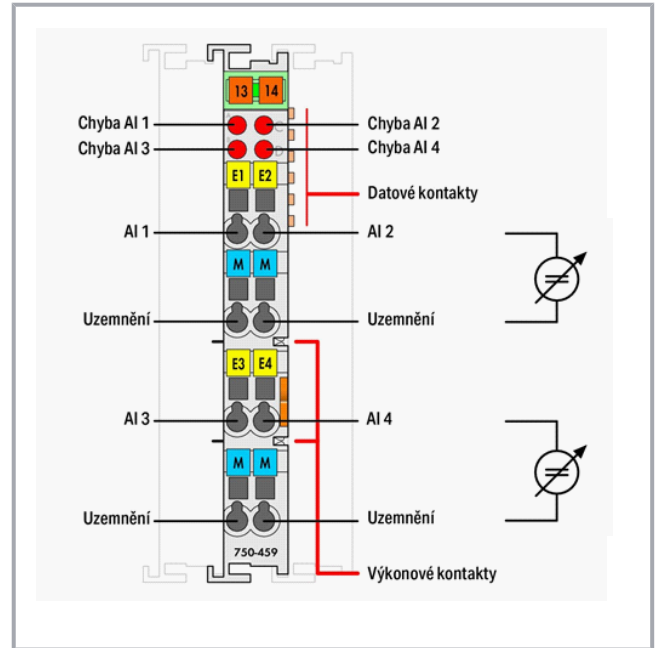 13 14
Chyba AI 1
A
C
Chyba AI 2
Chyba AI 3
D
Chyba AI 4
E1 E2
Datové kontakty
AI 1
AI 2
M M
Uzemnění
Uzemnění
E3 E4
AI 3
AI 4
M M
Uzemnění
Uzemnění
750-459
Výkonové kontakty